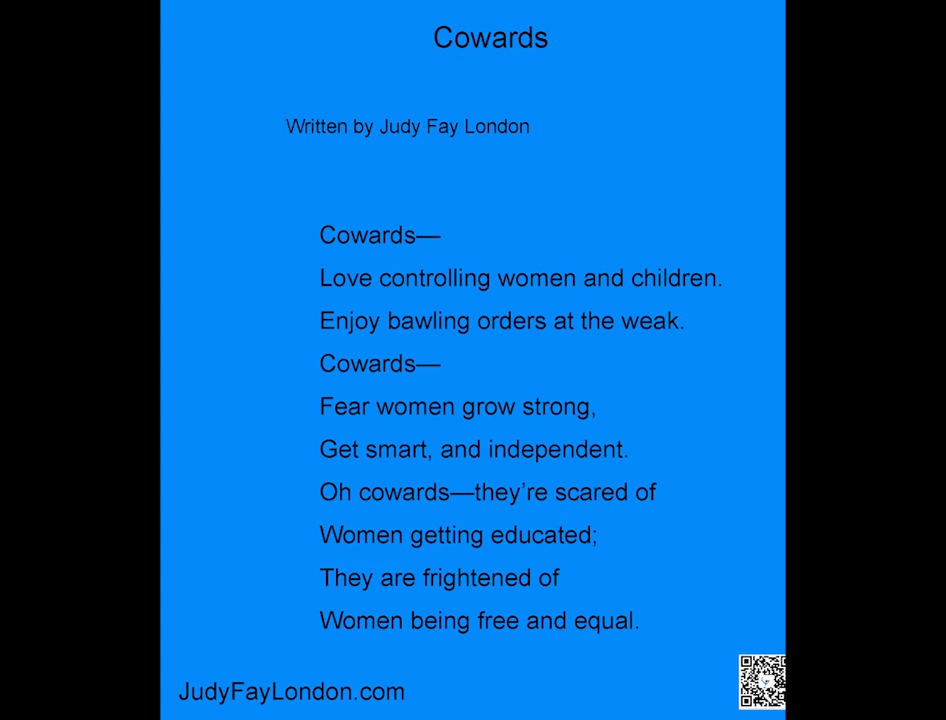 Cowards
Written by Judy Fay London
Cowards—
Love controlling women and children.
Enjoy bawling orders at the weak.
Cowards—
Fear women grow strong,
Get smart, and independent.
Oh cowards—they’re scared of
Women getting educated;
They are frightened of
Women being free and equal.
JudyFayLondon.com